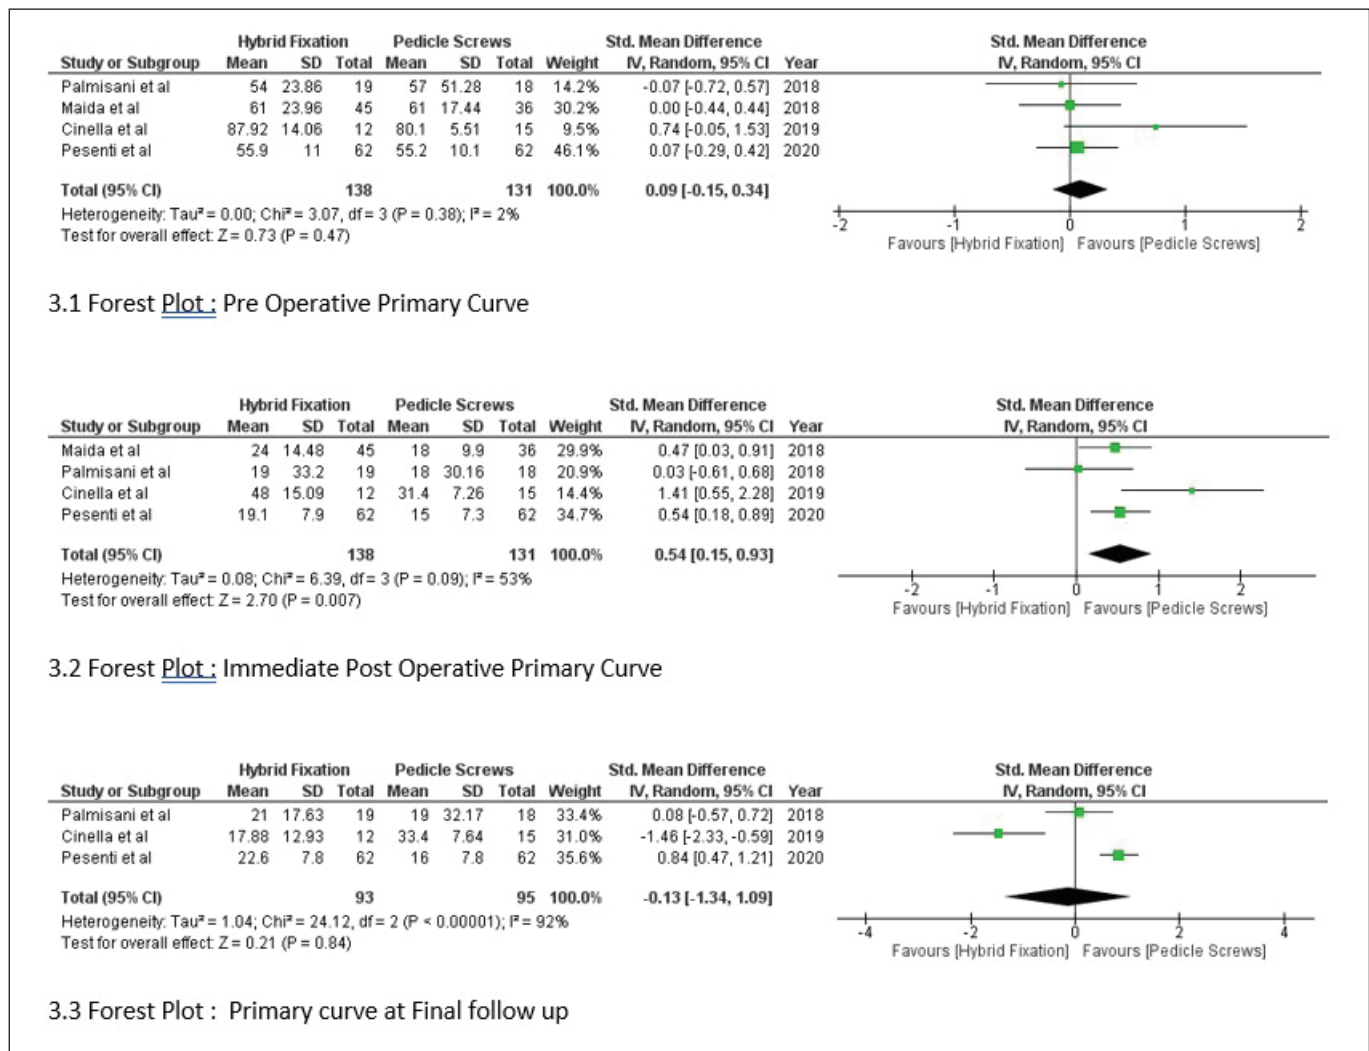 Hybrid Fixation Pedicle Screws Std. Mean Difference Std. Mean Difference
Study or Subgroup Mean SD Total Mean SD Total Weight IV, Random, 95% CI Year IV, Random, 95% CI
Palmisani et al 54 23.86 19 57 51.28 18 14.2% -0.07 [-0.72, 0.57] 2018
Maida et al 61 23.96 45 61 17.44 36 30.2% 0.00 [-0.44, 0.44] 2018
Cinella et al 87.92 14.06 12 80.1 5.51 15 9.5% 0.74 [-0.05, 1.53] 2019
Pesenti et al 55.9 11 62 55.2 10.1 62 46.1% 0.07 [-0.29, 0.42] 2020
Total (95% CI) 138 131 100.0% 0.09 [-0.15, 0.34]
Heterogeneity: Tau² = 0.00; Chi² = 3.07, df = 3 (P = 0.38); I² = 2%
Test for overall effect: Z = 0.73 (P = 0.47)
-2 -1 0 1 2
Favours [Hybrid Fixation] Favours [Pedicle Screws]
3.1 Forest Plot : Pre Operative Primary Curve
Hybrid Fixation Pedicle Screws Std. Mean Difference Std. Mean Difference
Study or Subgroup Mean SD Total Mean SD Total Weight IV, Random, 95% CI Year IV, Random, 95% CI
Maida et al 24 14.48 45 18 9.9 36 29.9% 0.47 [0.03, 0.91] 2018
Palmisani et al 19 33.2 19 18 30.16 18 20.9% 0.03 [-0.61, 0.68] 2018
Cinella et al 48 15.09 12 31.4 7.26 15 14.4% 1.41 [0.55, 2.28] 2019
Pesenti et al 19.1 7.9 62 15 7.3 62 34.7% 0.54 [0.18, 0.89] 2020
Total (95% CI) 138 131 100.0% 0.54 [0.15, 0.93]
Heterogeneity: Tau² = 0.08; Chi² = 6.39, df = 3 (P = 0.09); I² = 53%
Test for overall effect: Z = 2.70 (P = 0.007)
-2 -1 0 1 2
Favours [Hybrid Fixation] Favours [Pedicle Screws]
3.2 Forest Plot : Immediate Post Operative Primary Curve
Hybrid Fixation Pedicle Screws Std. Mean Difference Std. Mean Difference
Study or Subgroup Mean SD Total Mean SD Total Weight IV, Random, 95% CI Year IV, Random, 95% CI
Palmisani et al 21 17.63 19 19 32.17 18 33.4% 0.08 [-0.57, 0.72] 2018
Cinella et al 17.88 12.93 12 33.4 7.64 15 31.0% -1.46 [-2.33, -0.59] 2019
Pesenti et al 22.6 7.8 62 16 7.8 62 35.6% 0.84 [0.47, 1.21] 2020
Total (95% CI) 93 95 100.0% -0.13 [-1.34, 1.09]
Heterogeneity: Tau² = 1.04; Chi² = 24.12, df = 2 (P < 0.00001); I² = 92%
Test for overall effect: Z = 0.21 (P = 0.84)
-4 -2 0 2 4
Favours [Hybrid Fixation] Favours [Pedicle Screws]
3.3 Forest Plot : Primary curve at Final follow up